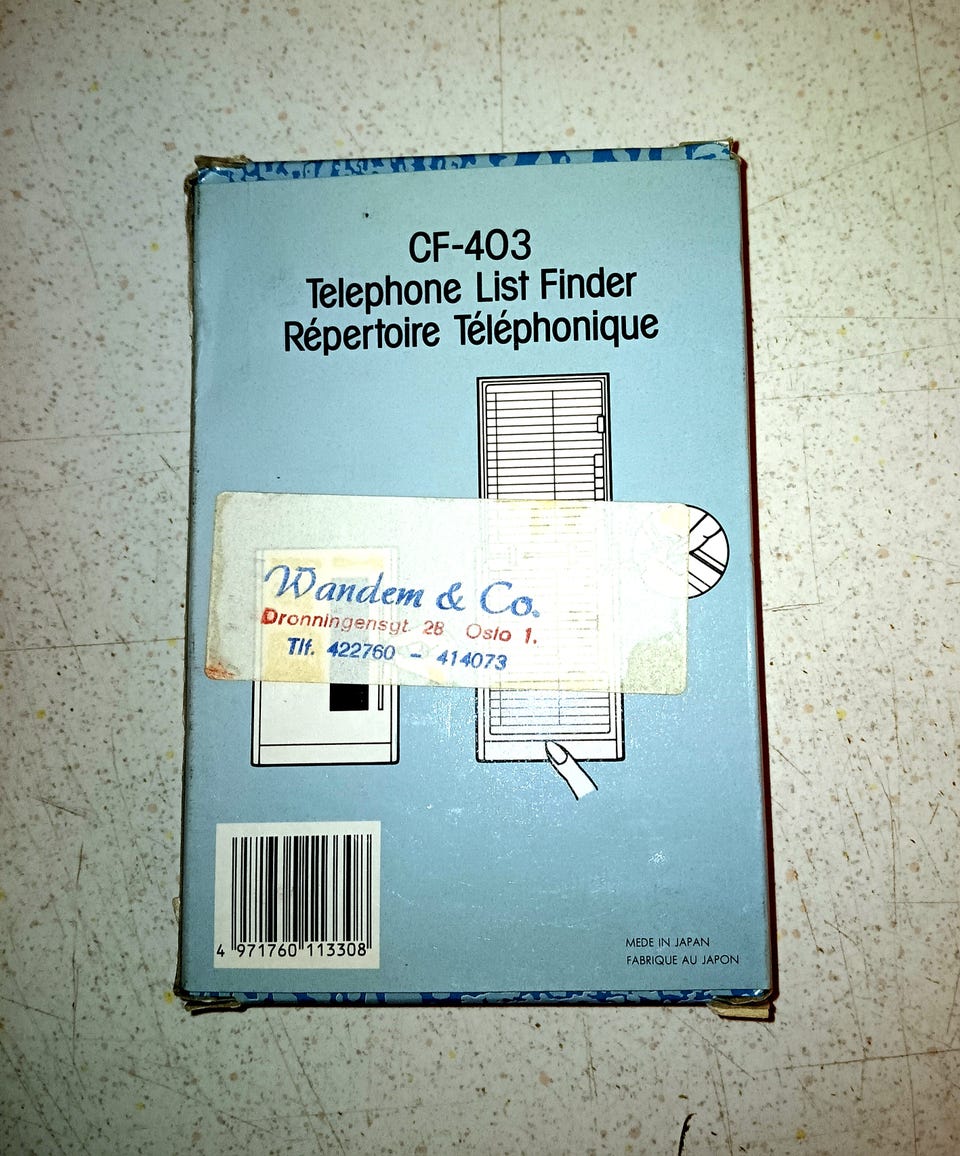 CF-403
Telephone List Finder
Répertoire Téléphonique
Wandem & Co.
Dronningensgt. 28 Oslo 1.
Tlf. 422760 - 414073
4 971760 113308
MEDE IN JAPAN
FABRIQUE AU JAPON